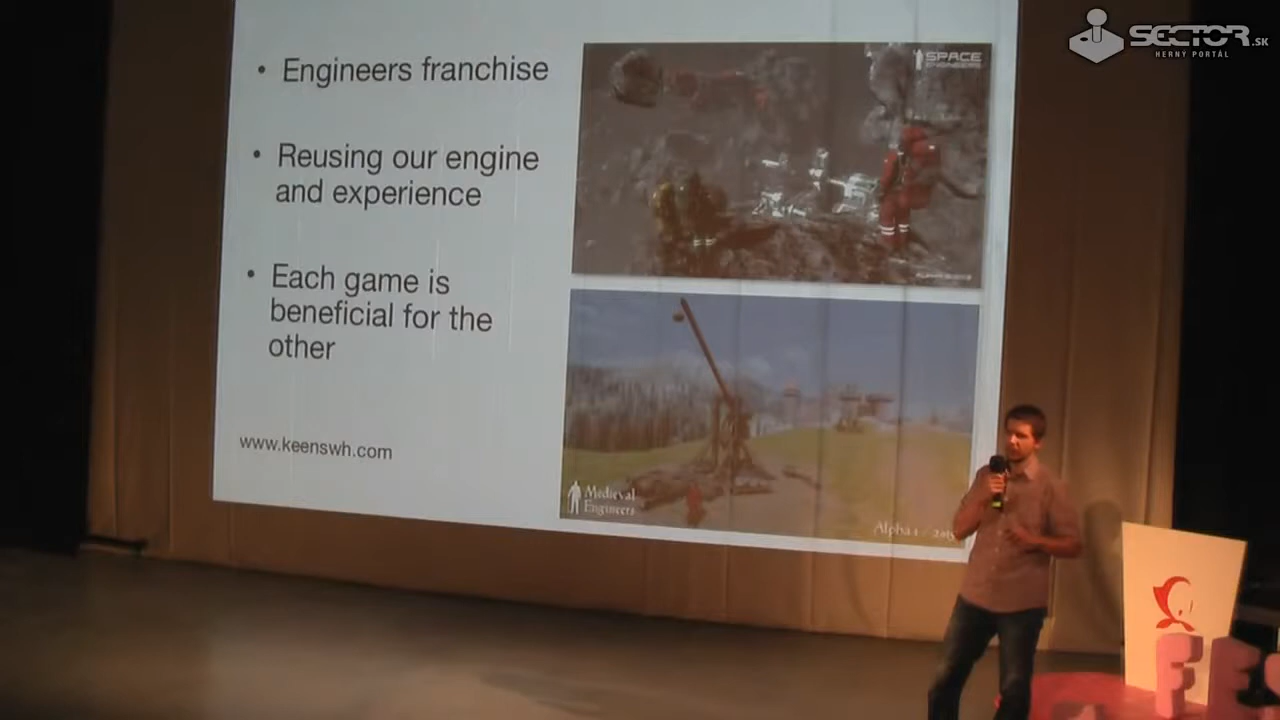 SECTOR.SK
HERNÝ PORTÁL
• Engineers franchise
• Reusing our engine
and experience
• Each game is
beneficial for the
other
www.keenswh.com
SPACE
ENGINEERS
Medieval
Engineers
Alpha 1